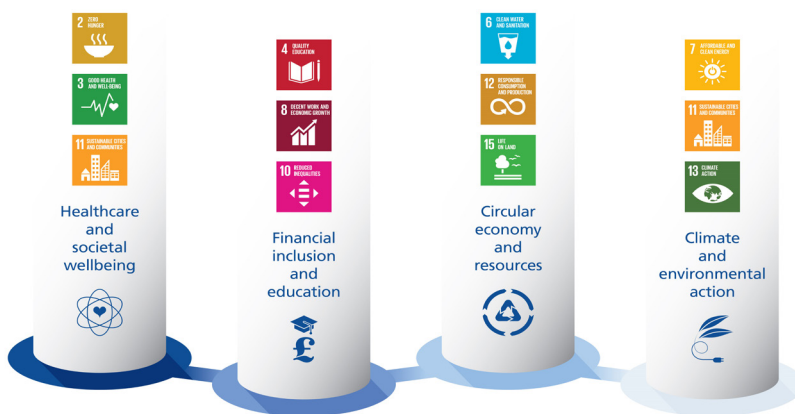 2 ZERO
HUNGER
3 GOOD HEALTH
AND WELL-BEING
11 SUSTAINABLE CITIES
AND COMMUNITIES
Healthcare
and
societal
wellbeing
4 QUALITY
EDUCATION
8 DECENT WORK AND
ECONOMIC GROWTH
10 REDUCED
INEQUALITIES
Financial
inclusion
and
education
£
6 CLEAN WATER
AND SANITATION
12 RESPONSIBLE
CONSUMPTION
AND PRODUCTION
15 LIFE
ON LAND
Circular
economy
and
resources
7 AFFORDABLE AND
CLEAN ENERGY
11 SUSTAINABLE CITIES
AND COMMUNITIES
13 CLIMATE
ACTION
Climate
and
environmental
action